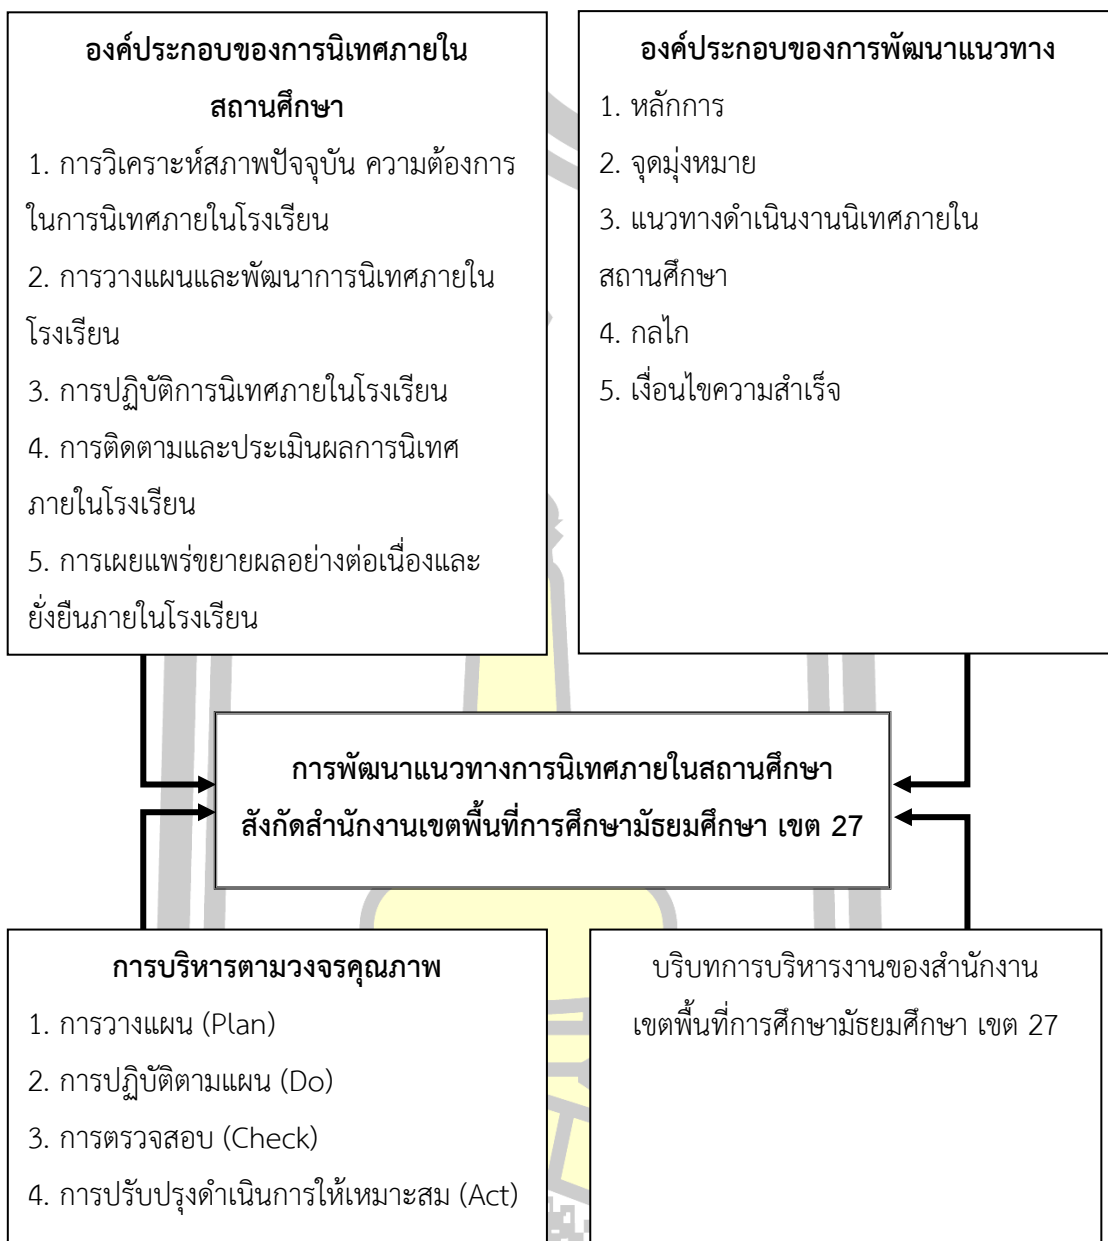 องค์ประกอบของการนิเทศภายใน
สถานศึกษา
1. การวิเคราะห์สภาพปัจจุบัน ความต้องการ
ในการนิเทศภายในโรงเรียน
2. การวางแผนและพัฒนาการนิเทศภายใน
โรงเรียน
3. การปฏิบัติการนิเทศภายในโรงเรียน
4. การติดตามและประเมินผลการนิเทศ
ภายในโรงเรียน
5. การเผยแพร่ขยายผลอย่างต่อเนื่องและ
ยั่งยืนภายในโรงเรียน
องค์ประกอบของการพัฒนาแนวทาง
1. หลักการ
2. จุดมุ่งหมาย
3. แนวทางดำเนินงานนิเทศภายใน
สถานศึกษา
4. กลไก
5. เงื่อนไขความสำเร็จ
การพัฒนาแนวทางการนิเทศภายในสถานศึกษา
สังกัดสำนักงานเขตพื้นที่การศึกษามัธยมศึกษา เขต 27
การบริหารตามวงจรคุณภาพ
1. การวางแผน (Plan)
2. การปฏิบัติตามแผน (Do)
3. การตรวจสอบ (Check)
4. การปรับปรุงดำเนินการให้เหมาะสม (Act)
บริบทการบริหารงานของสำนักงาน
เขตพื้นที่การศึกษามัธยมศึกษา เขต 27